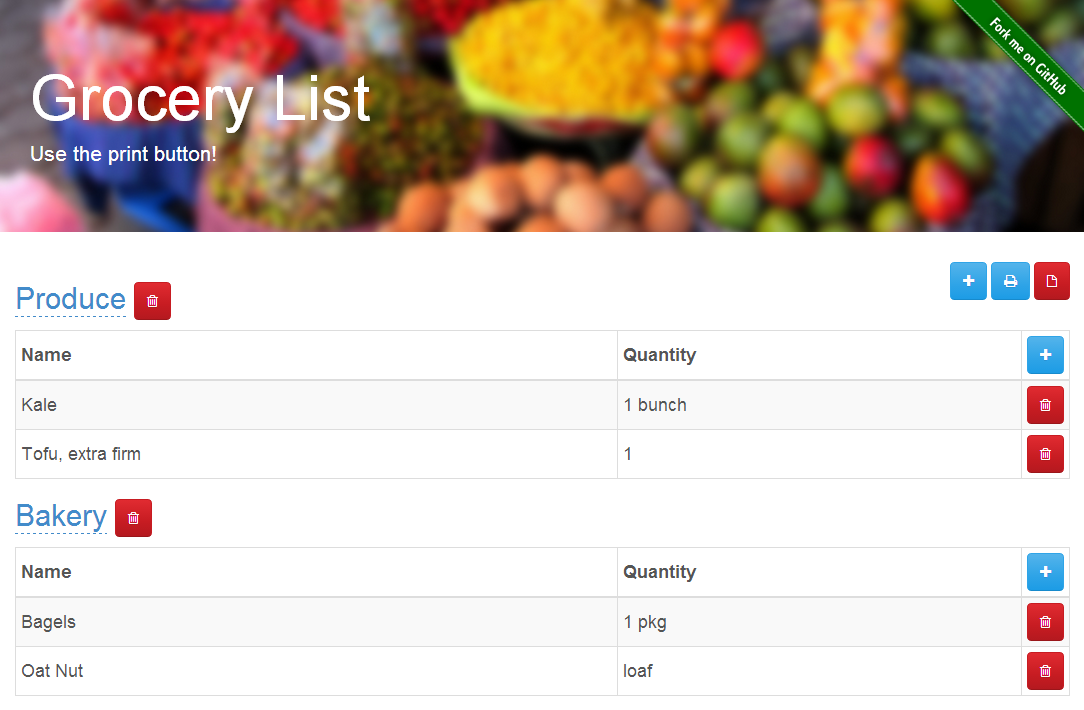 Grocery List
Use the print button!
Fork me on GitHub
Produce
Name Quantity
Kale 1 bunch
Tofu, extra firm 1
Bakery
Name Quantity
Bagels 1 pkg
Oat Nut loaf